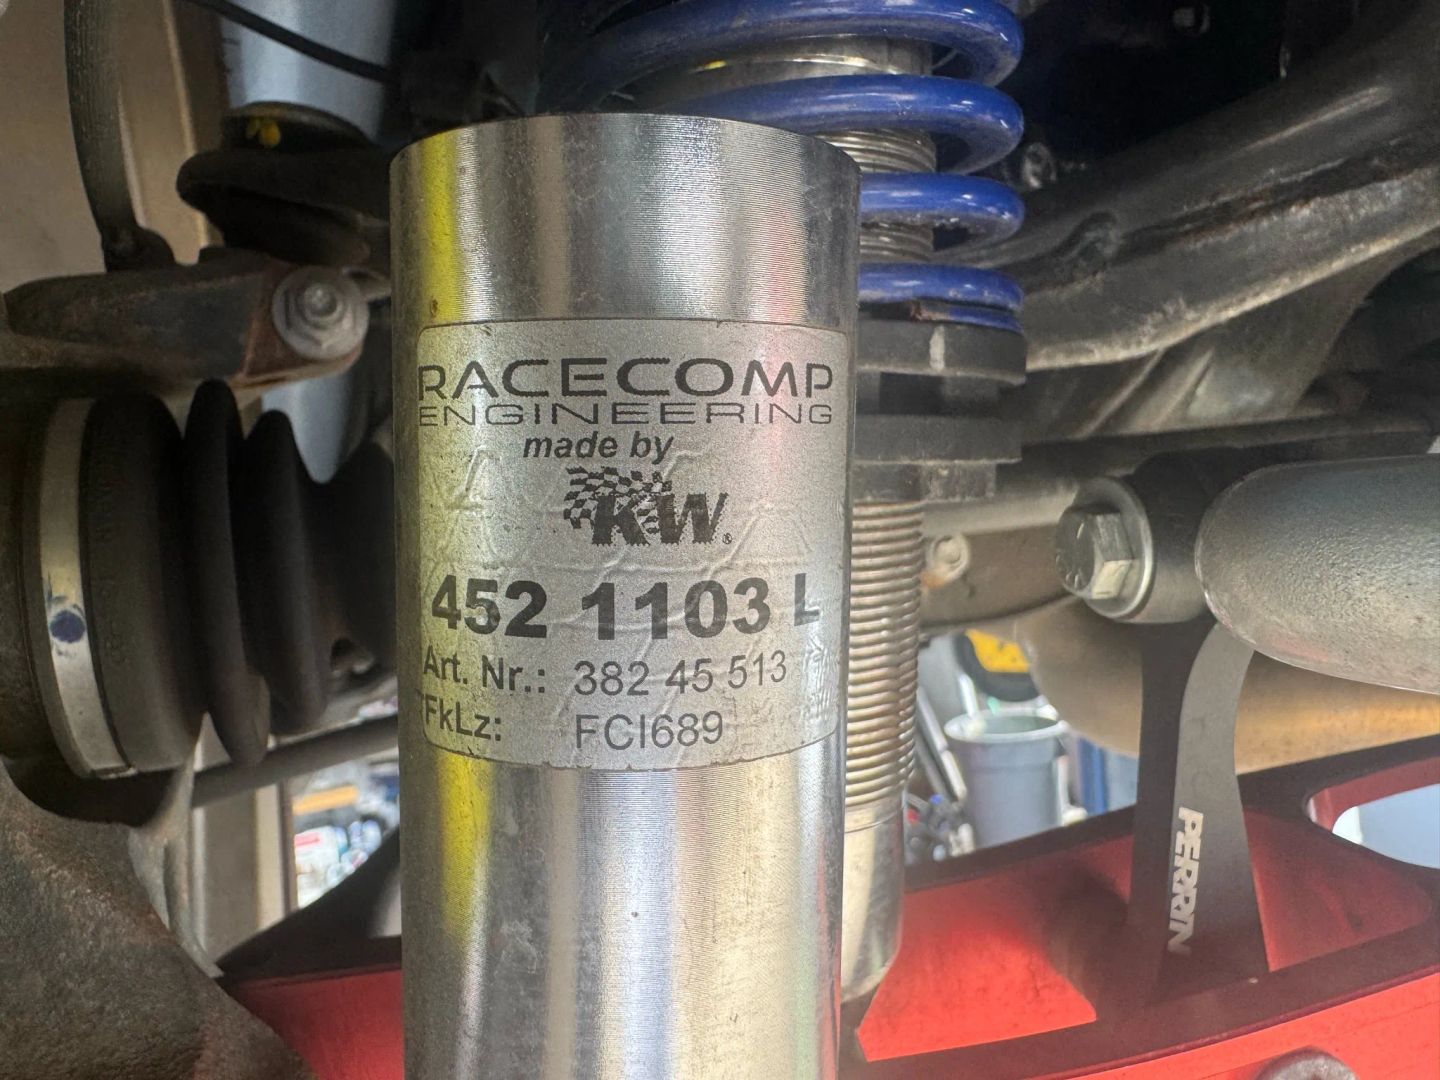 RACECOMP
ENGINEERING
made by
KW®
452 1103 L
Art. Nr.: 382 45 513
FkLz: FCI689
PERRIN